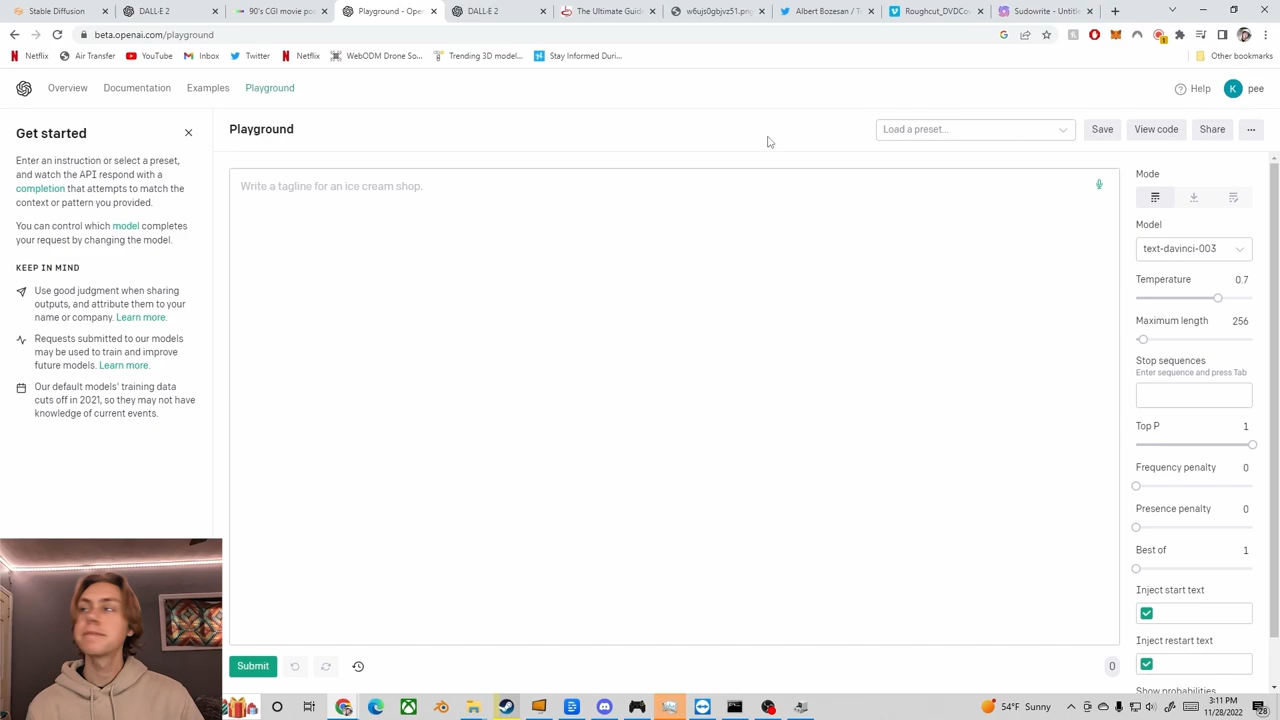 Stable Diffusion
DALL·E 2
90's CGI movie po
Playground - Ope
DALL·E 2
The Ultimate Guide
w6ujs0gbjvz51.png
Albert Bozesan / T
Roughcut_DVDCov
Sudowrite - Untitle
beta.openai.com/playground
Netflix
Air Transfer
YouTube
Inbox
Twitter
Netflix
WebODM Drone So...
Trending 3D model...
Stay Informed Duri...
Other bookmarks
Overview
Documentation
Examples
Playground
Help
K
pee
Get started
Enter an instruction or select a preset,
and watch the API respond with a
completion that attempts to match the
context or pattern you provided.
You can control which model completes
your request by changing the model.
KEEP IN MIND
Use good judgment when sharing
outputs, and attribute them to your
name or company. Learn more.
Requests submitted to our models
may be used to train and improve
future models. Learn more.
Our default models' training data
cuts off in 2021, so they may not have
knowledge of current events.
Playground
Load a preset...
Save
View code
Share
...
Write a tagline for an ice cream shop.
Mode
Model
text-davinci-003
Temperature 0.7
Maximum length 256
Stop sequences
Enter sequence and press Tab
Top P 1
Frequency penalty 0
Presence penalty 0
Best of 1
Inject start text
Inject restart text
Show probabilities
Submit
0
54°F Sunny
3:11 PM
11/28/2022
28